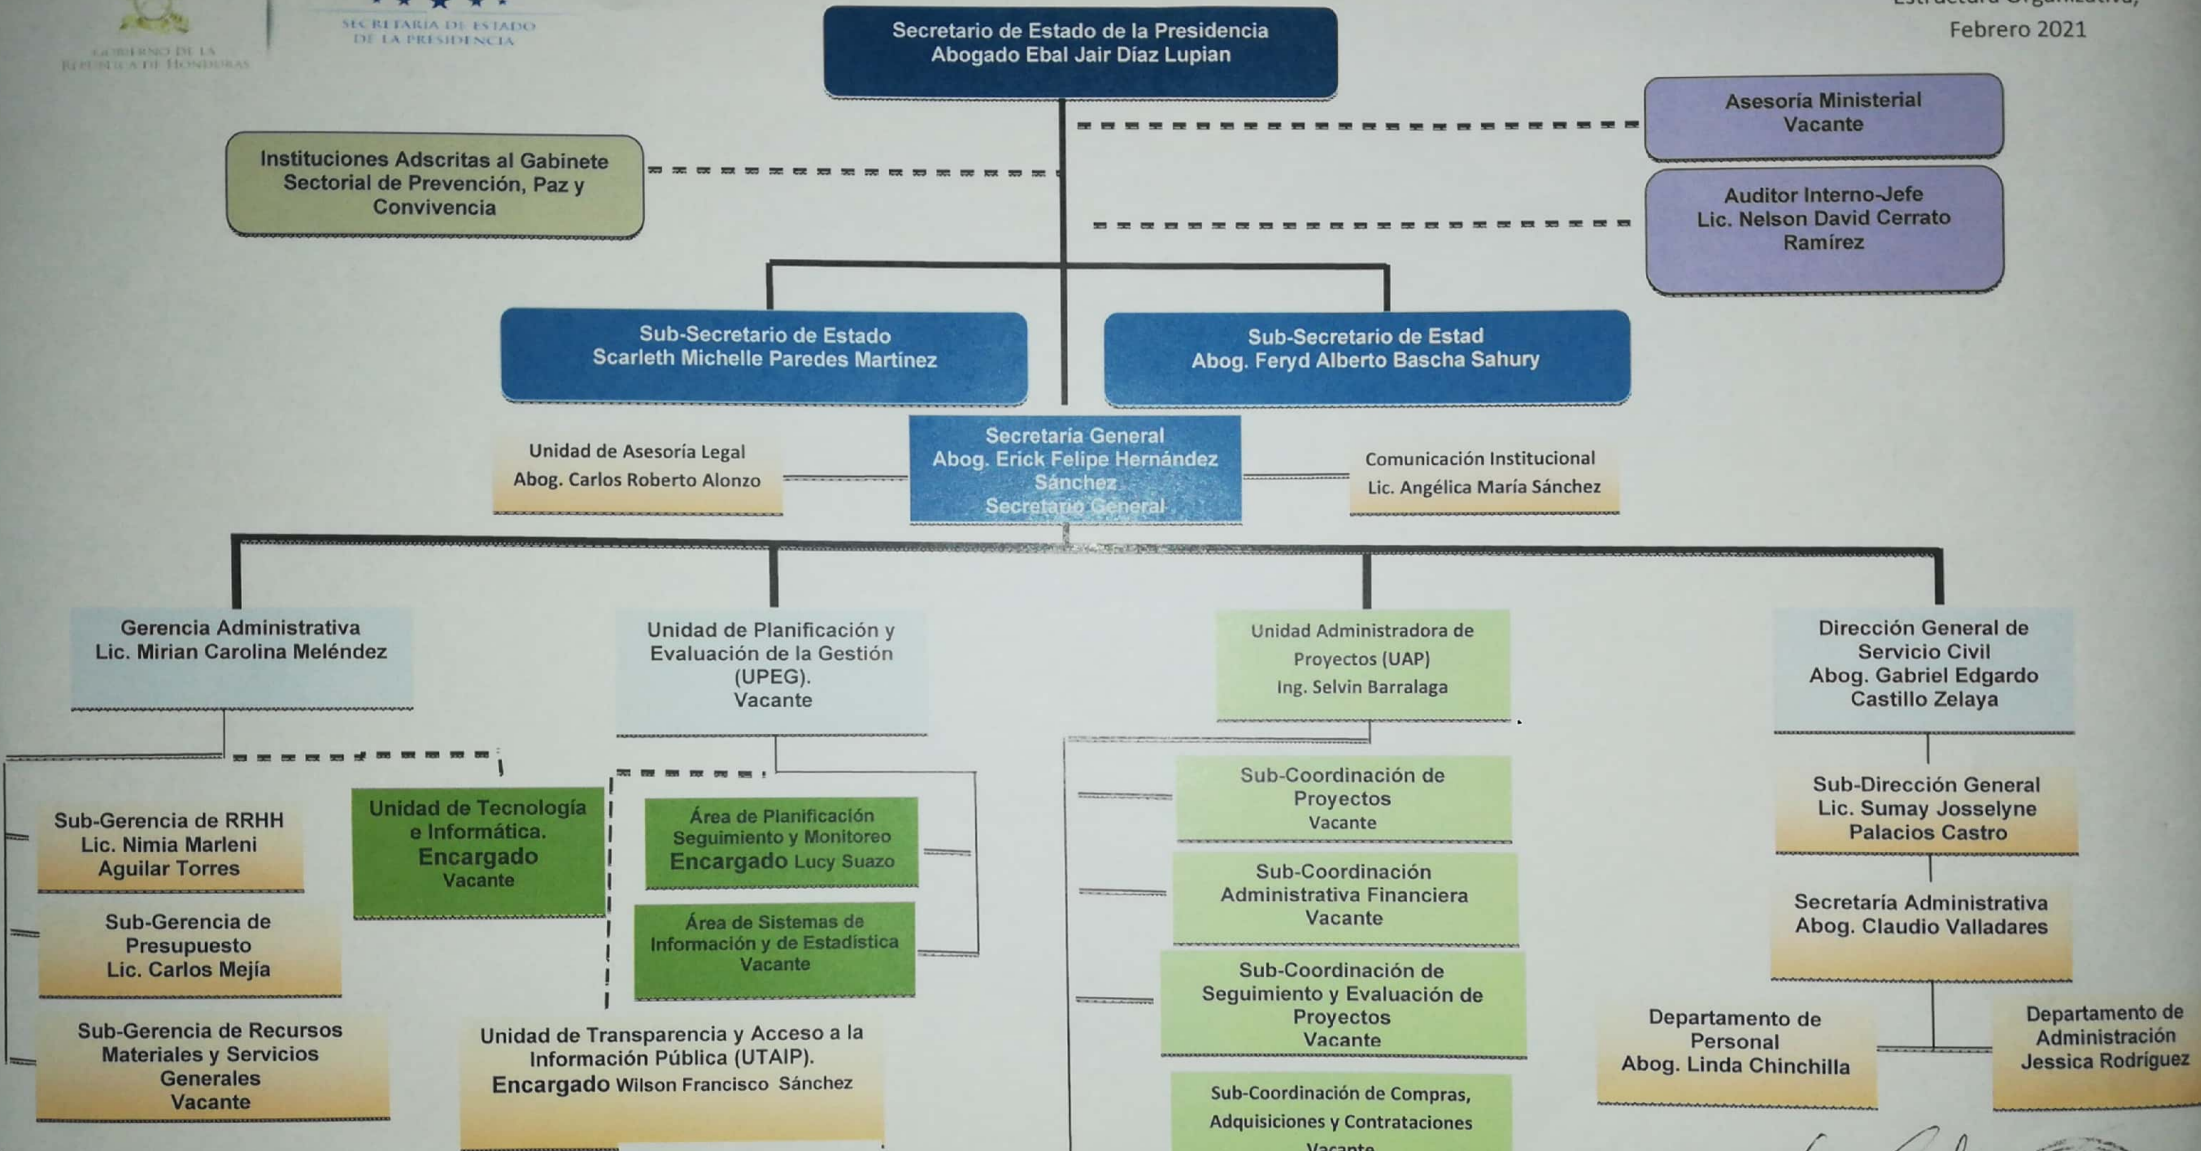 GOBIERNO DE LA
REPÚBLICA DE HONDURAS
SECRETARÍA DE ESTADO
DE LA PRESIDENCIA
Estructura Organizativa,
Febrero 2021
Secretario de Estado de la Presidencia
Abogado Ebal Jair Díaz Lupian
Asesoría Ministerial
Vacante
Instituciones Adscritas al Gabinete
Sectorial de Prevención, Paz y
Convivencia
Auditor Interno-Jefe
Lic. Nelson David Cerrato
Ramírez
Sub-Secretario de Estado
Scarleth Michelle Paredes Martínez
Sub-Secretario de Estad
Abog. Feryd Alberto Bascha Sahury
Unidad de Asesoría Legal
Abog. Carlos Roberto Alonzo
Secretaría General
Abog. Erick Felipe Hernández
Sánchez
Secretario General
Comunicación Institucional
Lic. Angélica María Sánchez
Gerencia Administrativa
Lic. Mirian Carolina Meléndez
Unidad de Planificación y
Evaluación de la Gestión
(UPEG).
Vacante
Unidad Administradora de
Proyectos (UAP)
Ing. Selvin Barralaga
Dirección General de
Servicio Civil
Abog. Gabriel Edgardo
Castillo Zelaya
Sub-Gerencia de RRHH
Lic. Nimia Marleni
Aguilar Torres
Unidad de Tecnología
e Informática.
Encargado
Vacante
Área de Planificación
Seguimiento y Monitoreo
Encargado Lucy Suazo
Sub-Coordinación de
Proyectos
Vacante
Sub-Dirección General
Lic. Sumay Josselyne
Palacios Castro
Sub-Gerencia de
Presupuesto
Lic. Carlos Mejía
Área de Sistemas de
Información y de Estadística
Vacante
Sub-Coordinación
Administrativa Financiera
Vacante
Secretaría Administrativa
Abog. Claudio Valladares
Sub-Gerencia de Recursos
Materiales y Servicios
Generales
Vacante
Unidad de Transparencia y Acceso a la
Información Pública (UTAIP).
Encargado Wilson Francisco Sánchez
Sub-Coordinación de
Seguimiento y Evaluación de
Proyectos
Vacante
Departamento de
Personal
Abog. Linda Chinchilla
Departamento de
Administración
Jessica Rodríguez
Sub-Coordinación de Compras,
Adquisiciones y Contrataciones
Vacante